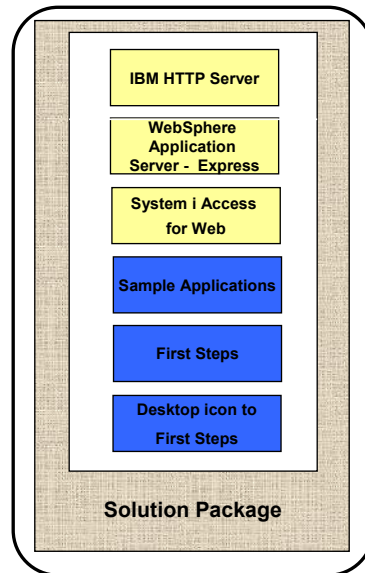 IBM HTTP Server
WebSphere
Application
Server - Express
System i Access
for Web
Sample Applications
First Steps
Desktop icon to
First Steps
Solution Package